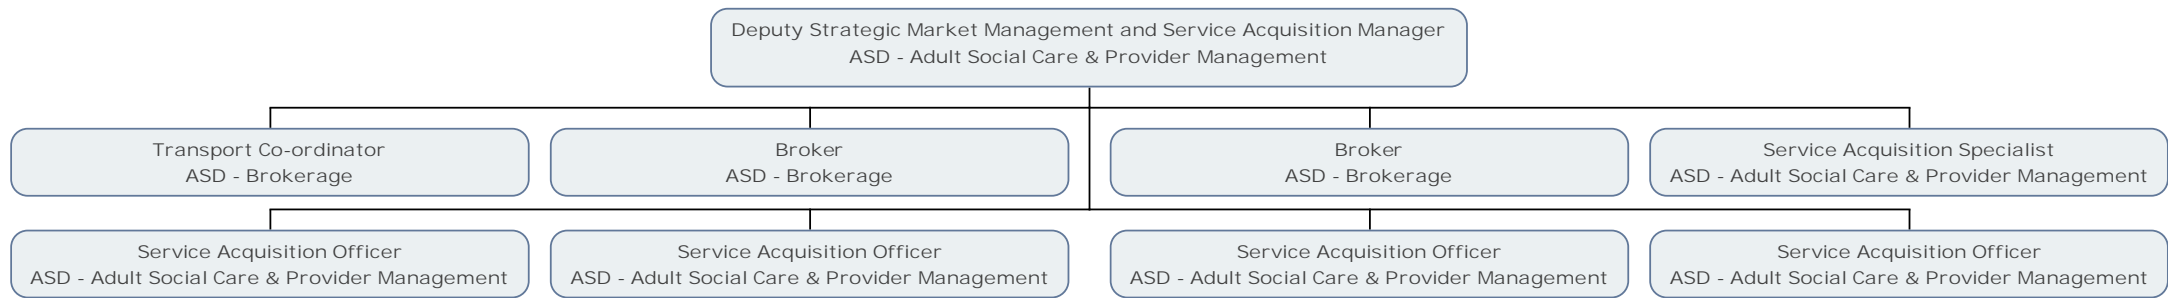 Deputy Strategic Market Management and Service Acquisition Manager
ASD - Adult Social Care & Provider Management
Transport Co-ordinator
ASD - Brokerage
Broker
ASD - Brokerage
Broker
ASD - Brokerage
Service Acquisition Specialist
ASD - Adult Social Care & Provider Management
Service Acquisition Officer
ASD - Adult Social Care & Provider Management
Service Acquisition Officer
ASD - Adult Social Care & Provider Management
Service Acquisition Officer
ASD - Adult Social Care & Provider Management
Service Acquisition Officer
ASD - Adult Social Care & Provider Management